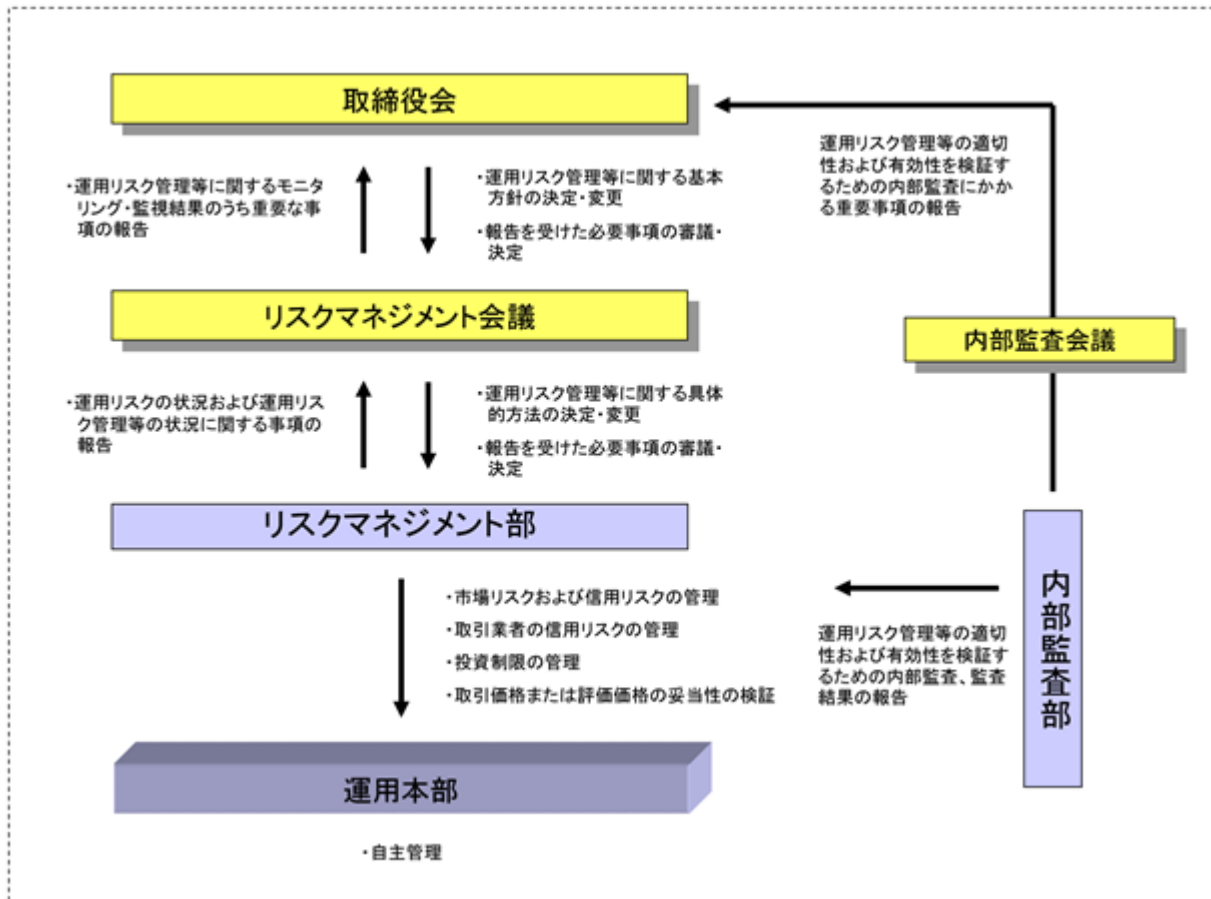 取締役会
・運用リスク管理等に関するモニ
タリング・監視結果のうち重要な事
項の報告
・運用リスク管理等に関する基本
方針の決定・変更
・報告を受けた必要事項の審議・
決定
運用リスク管理等の適切
性および有効性を検証す
るための内部監査にかか
る重要事項の報告
リスクマネジメント会議
内部監査会議
・運用リスクの状況および運用リス
ク管理等の状況に関する事項の
報告
・運用リスク管理等に関する具体
的方法の決定・変更
・報告を受けた必要事項の審議・
決定
リスクマネジメント部
内部監査部
・市場リスクおよび信用リスクの管理
・取引業者の信用リスクの管理
・投資制限の管理
・取引価格または評価価格の妥当性の検証
運用リスク管理等の適切
性および有効性を検証す
るための内部監査、監査
結果の報告
運用本部
・自主管理